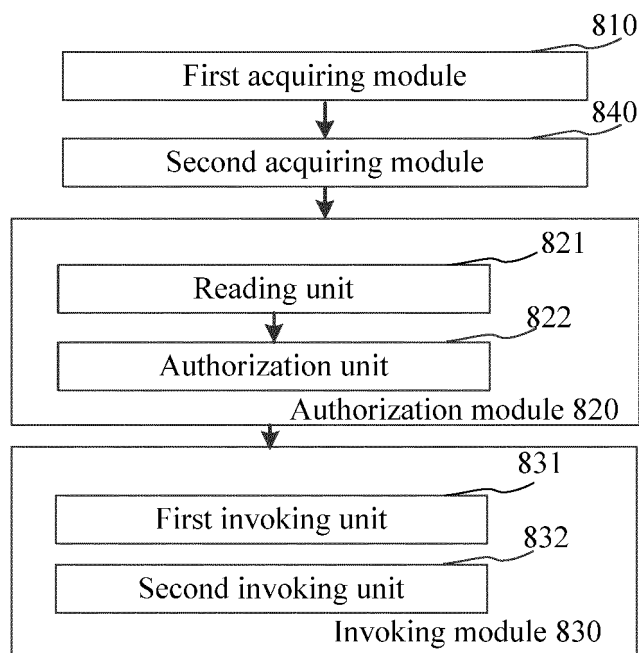 810
First acquiring module
840
Second acquiring module
821
Reading unit
822
Authorization unit
Authorization module 820
831
First invoking unit
832
Second invoking unit
Invoking module 830